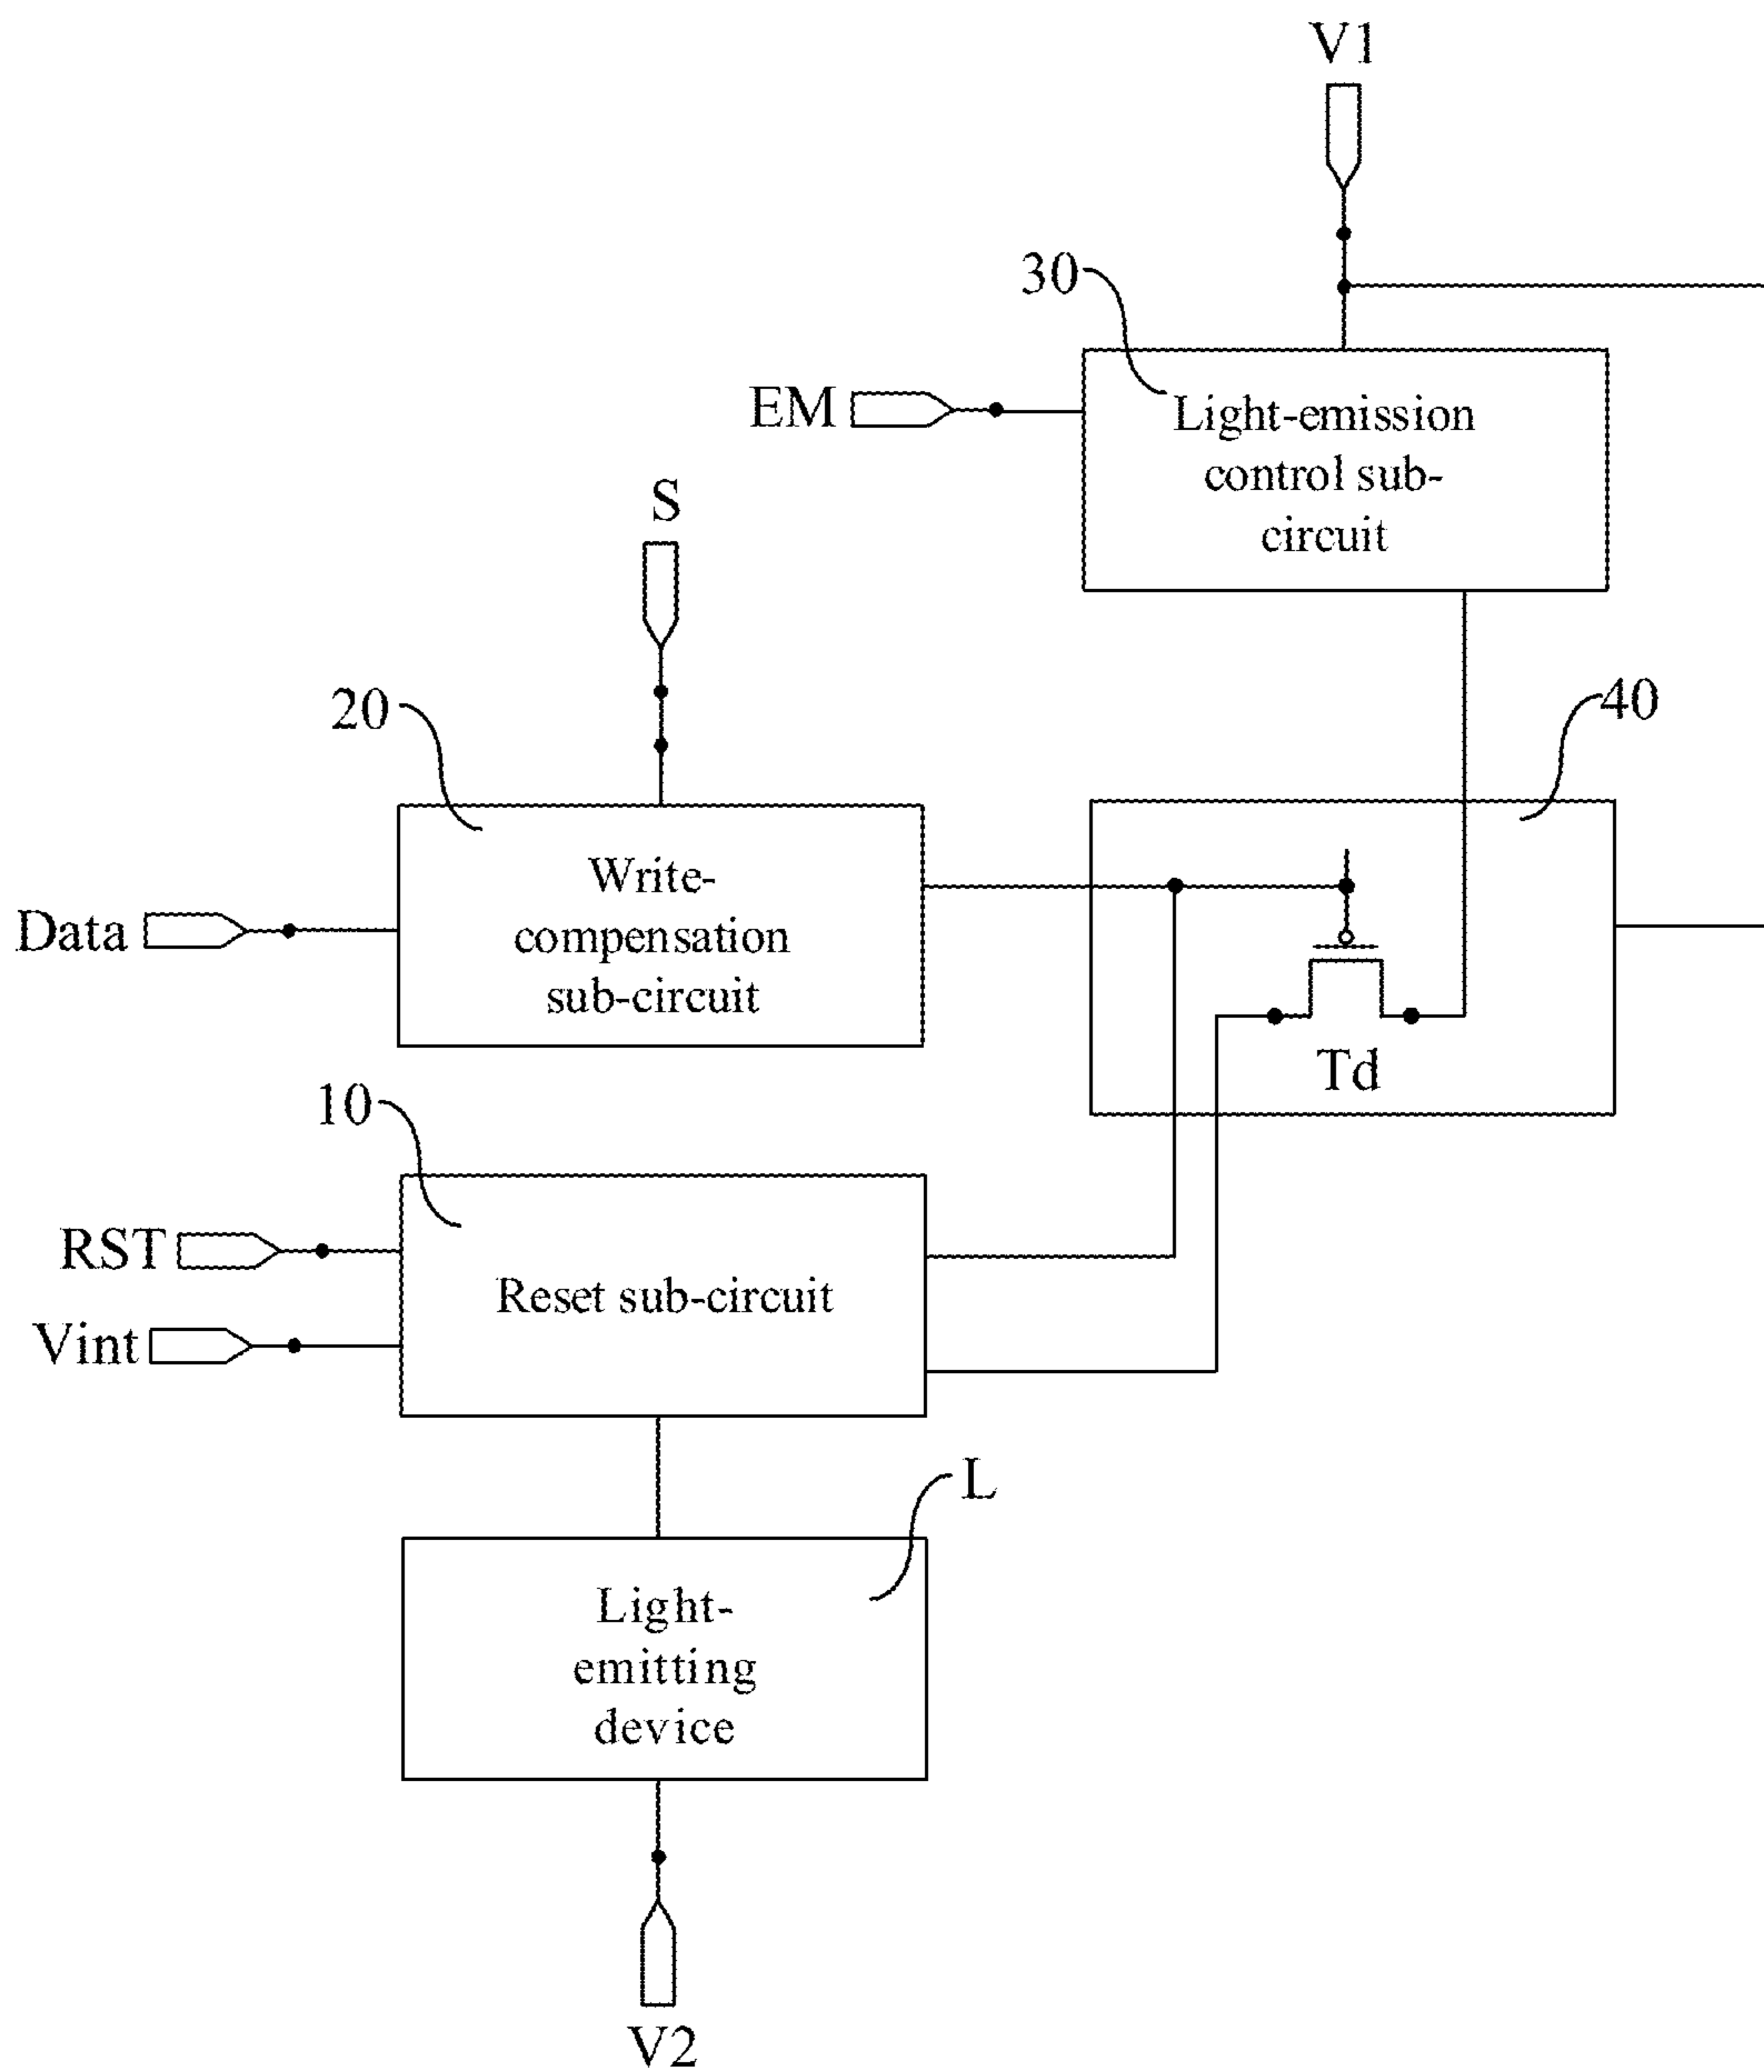 V1
30
EM
Light-emission
control sub-
circuit
S
20
40
Write-
compensation
sub-circuit
Data
Td
10
RST
Reset sub-circuit
Vint
L
Light-
emitting
device
V2